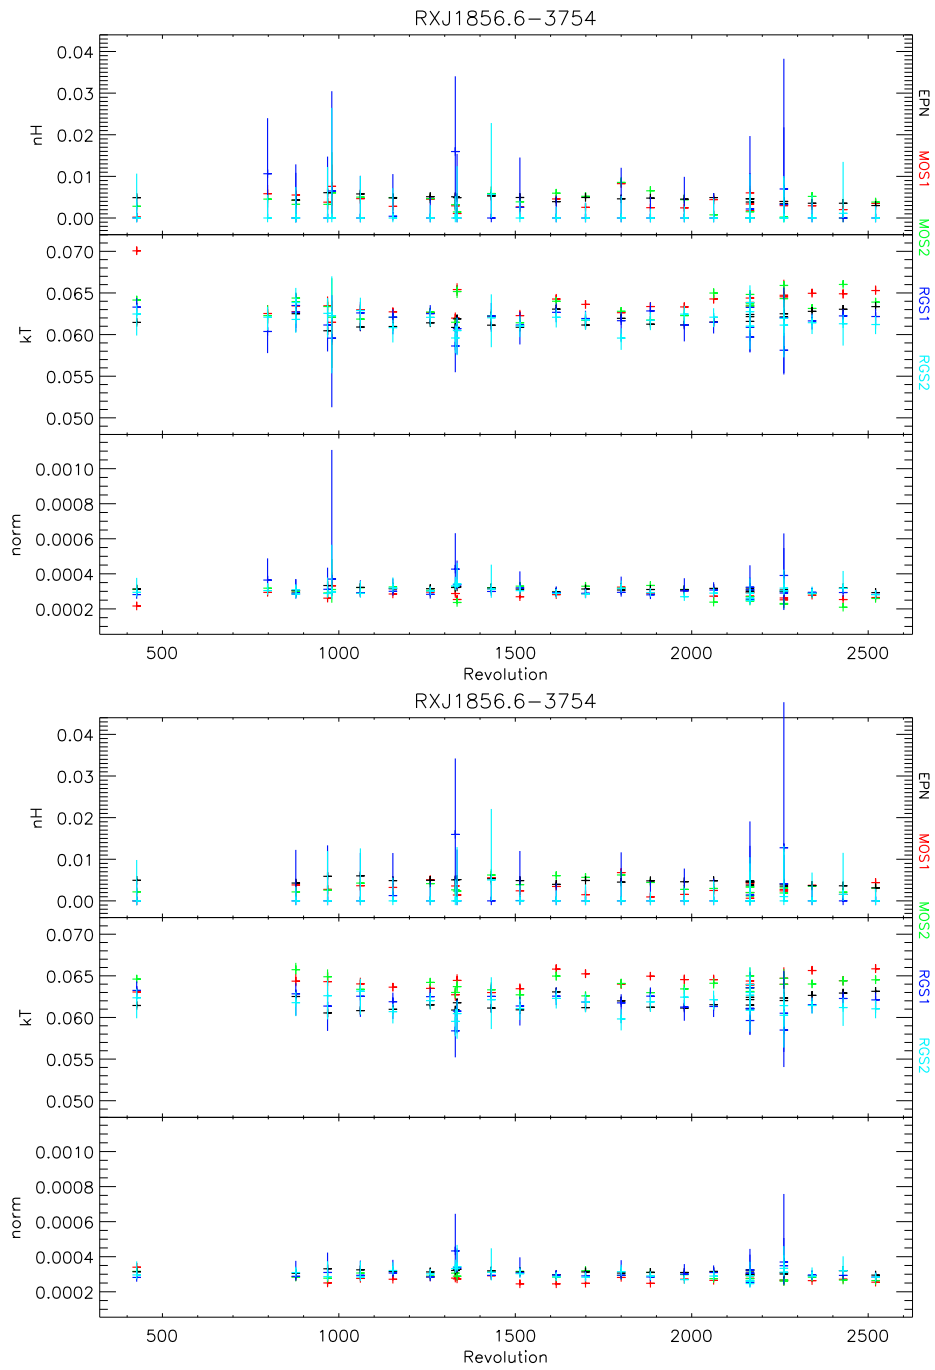 RXJ1856.6−3754
0.04
0.03
0.02
0.01
0.00
nH
0.070
0.065
0.060
0.055
0.050
kT
0.0010
0.0008
0.0006
0.0004
0.0002
norm
500 1000 1500 2000 2500
Revolution
EPN
MOS1
MOS2
RGS1
RGS2
RXJ1856.6−3754
0.04
0.03
0.02
0.01
0.00
nH
0.070
0.065
0.060
0.055
0.050
kT
0.0010
0.0008
0.0006
0.0004
0.0002
norm
500 1000 1500 2000 2500
Revolution
EPN
MOS1
MOS2
RGS1
RGS2